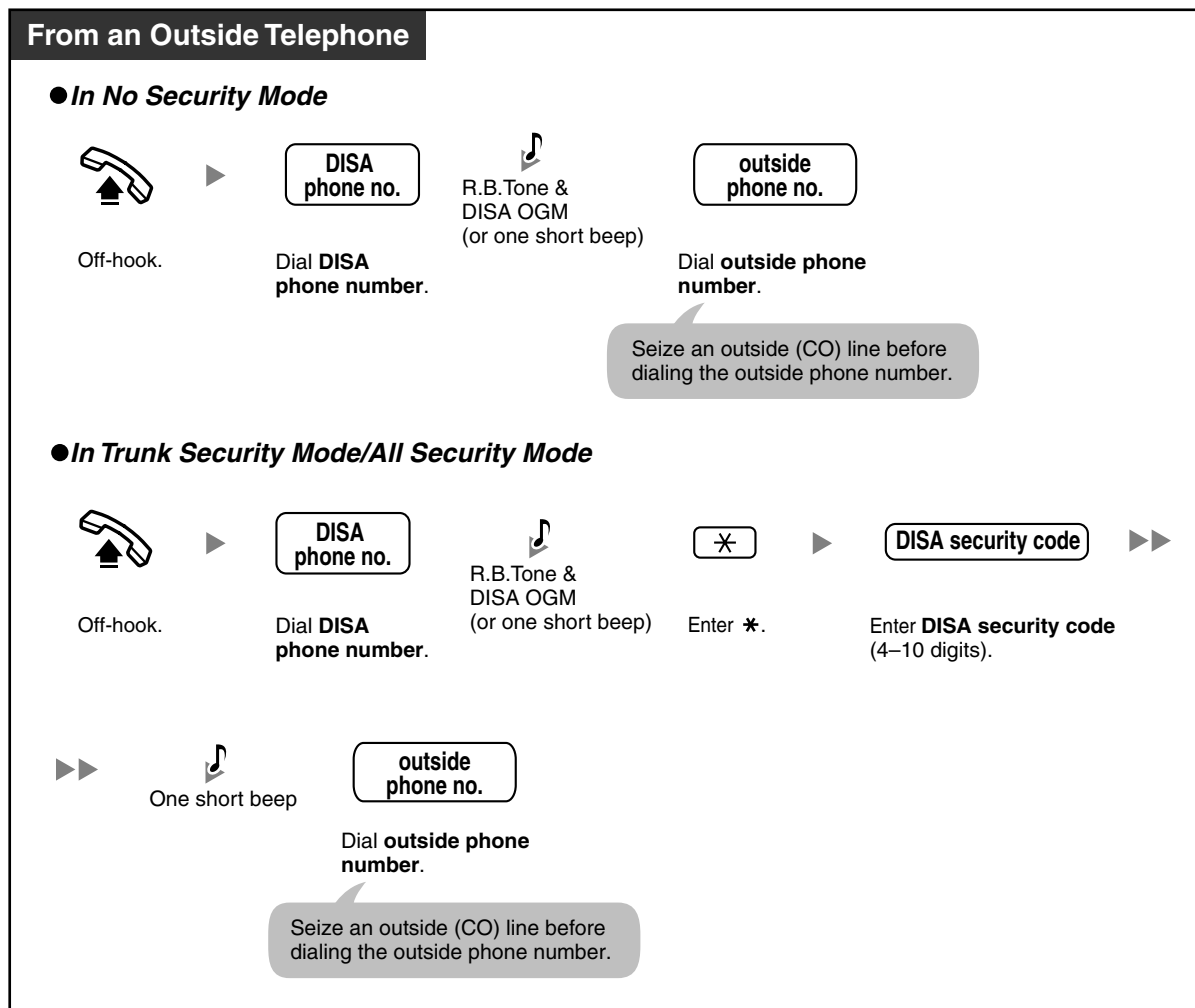 From an Outside Telephone
●In No Security Mode
DISA
phone no.
R.B.Tone &
DISA OGM
(or one short beep)
outside
phone no.
Off-hook.
Dial DISA
phone number.
Dial outside phone
number.
Seize an outside (CO) line before
dialing the outside phone number.
●In Trunk Security Mode/All Security Mode
DISA
phone no.
R.B.Tone &
DISA OGM
(or one short beep)
*
DISA security code
Off-hook.
Dial DISA
phone number.
Enter *.
Enter DISA security code
(4–10 digits).
One short beep
outside
phone no.
Dial outside phone
number.
Seize an outside (CO) line before
dialing the outside phone number.